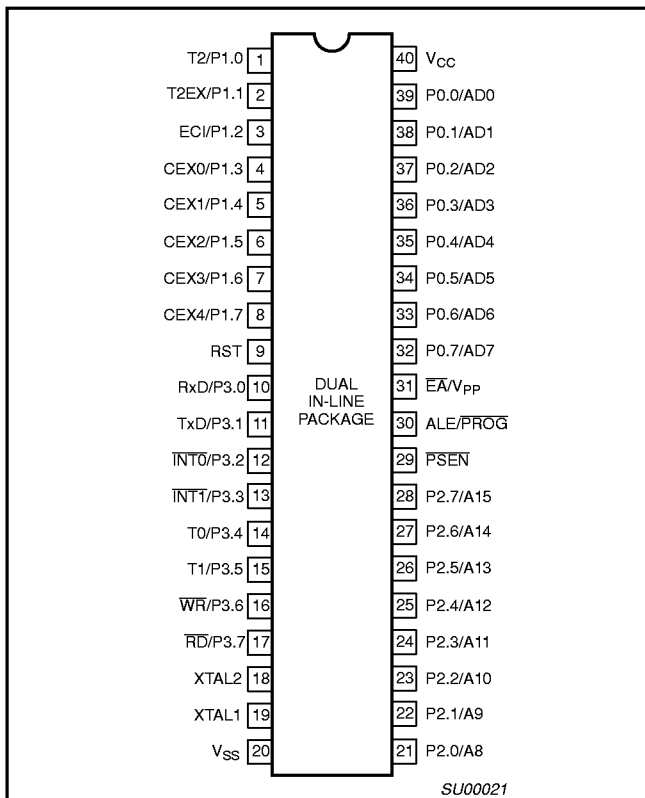 T2/P1.0 1 40 VCC
T2EX/P1.1 2 39 P0.0/AD0
ECI/P1.2 3 38 P0.1/AD1
CEX0/P1.3 4 37 P0.2/AD2
CEX1/P1.4 5 36 P0.3/AD3
CEX2/P1.5 6 35 P0.4/AD4
CEX3/P1.6 7 34 P0.5/AD5
CEX4/P1.7 8 33 P0.6/AD6
RST 9 32 P0.7/AD7
RxD/P3.0 10 31 E̅A̅/VPP
TxD/P3.1 11 30 ALE/P̅R̅O̅G̅
I̅N̅T̅0̅/P3.2 12 29 P̅S̅E̅N̅
I̅N̅T̅1̅/P3.3 13 28 P2.7/A15
T0/P3.4 14 27 P2.6/A14
T1/P3.5 15 26 P2.5/A13
W̅R̅/P3.6 16 25 P2.4/A12
R̅D̅/P3.7 17 24 P2.3/A11
XTAL2 18 23 P2.2/A10
XTAL1 19 22 P2.1/A9
VSS 20 21 P2.0/A8
DUAL
IN-LINE
PACKAGE
SU00021